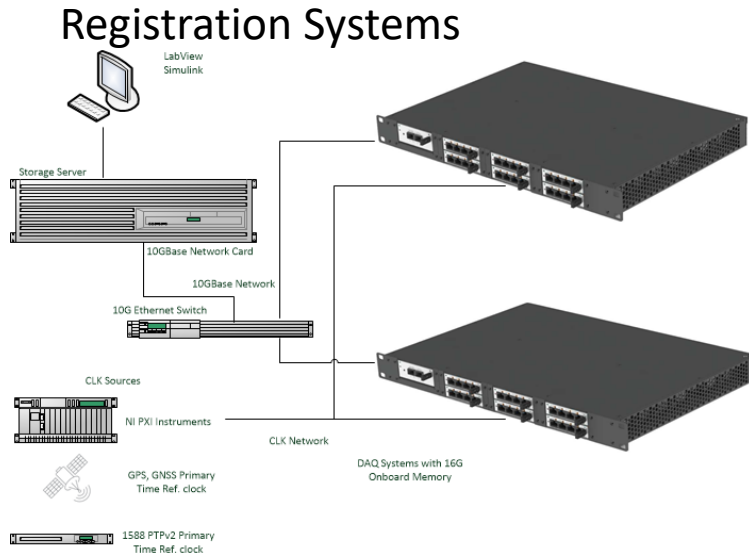 Registration Systems
LabView
Simulink
Storage Server
10GBase Network Card
10GBase Network
10G Ethernet Switch
CLK Sources
NI PXI Instruments
CLK Network
GPS, GNSS Primary
Time Ref. clock
DAQ Systems with 16G
Onboard Memory
1588 PTPv2 Primary
Time Ref. clock